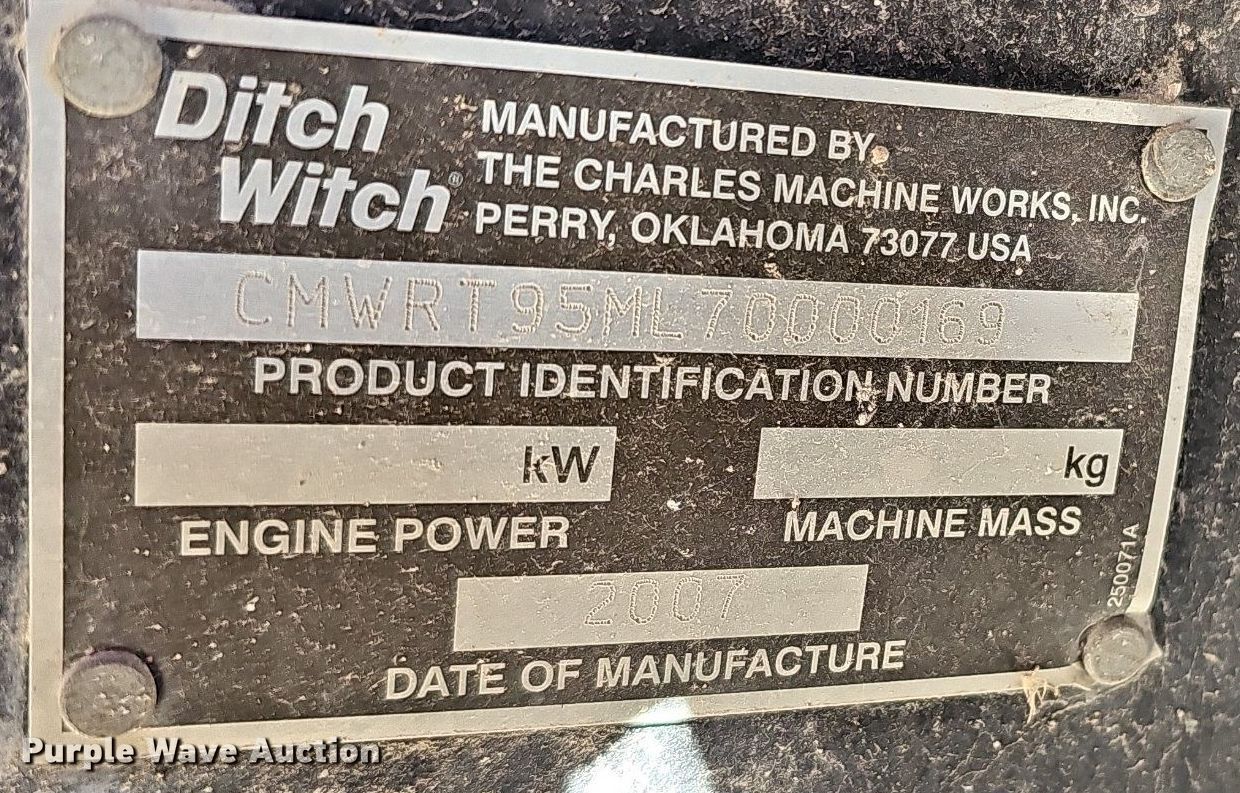 Ditch
Witch®
MANUFACTURED BY
THE CHARLES MACHINE WORKS, INC.
PERRY, OKLAHOMA 73077 USA
CMWRT95ML70000169
PRODUCT IDENTIFICATION NUMBER
kW
ENGINE POWER
kg
MACHINE MASS
2007
DATE OF MANUFACTURE
250071A
Purple Wave Auction